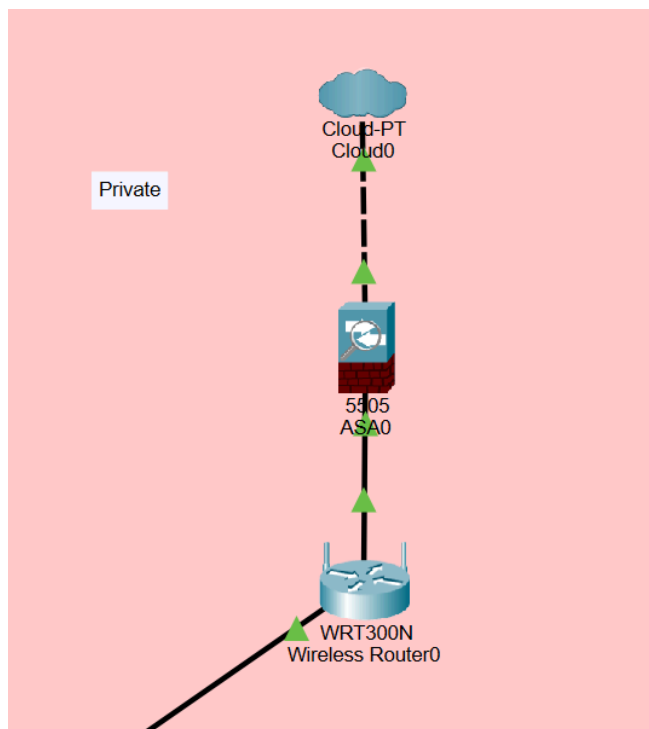 Cloud-PT
Cloud0
Private
5505
ASA0
WRT300N
Wireless Router0